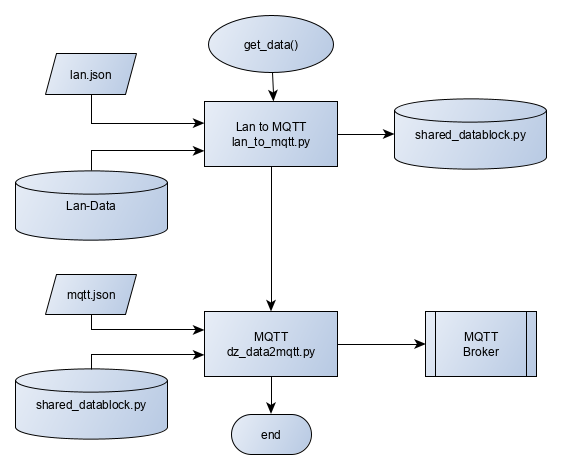 get_data()
lan.json
Lan to MQTT
lan_to_mqtt.py
shared_datablock.py
Lan-Data
mqtt.json
MQTT
dz_data2mqtt.py
MQTT
Broker
shared_datablock.py
end